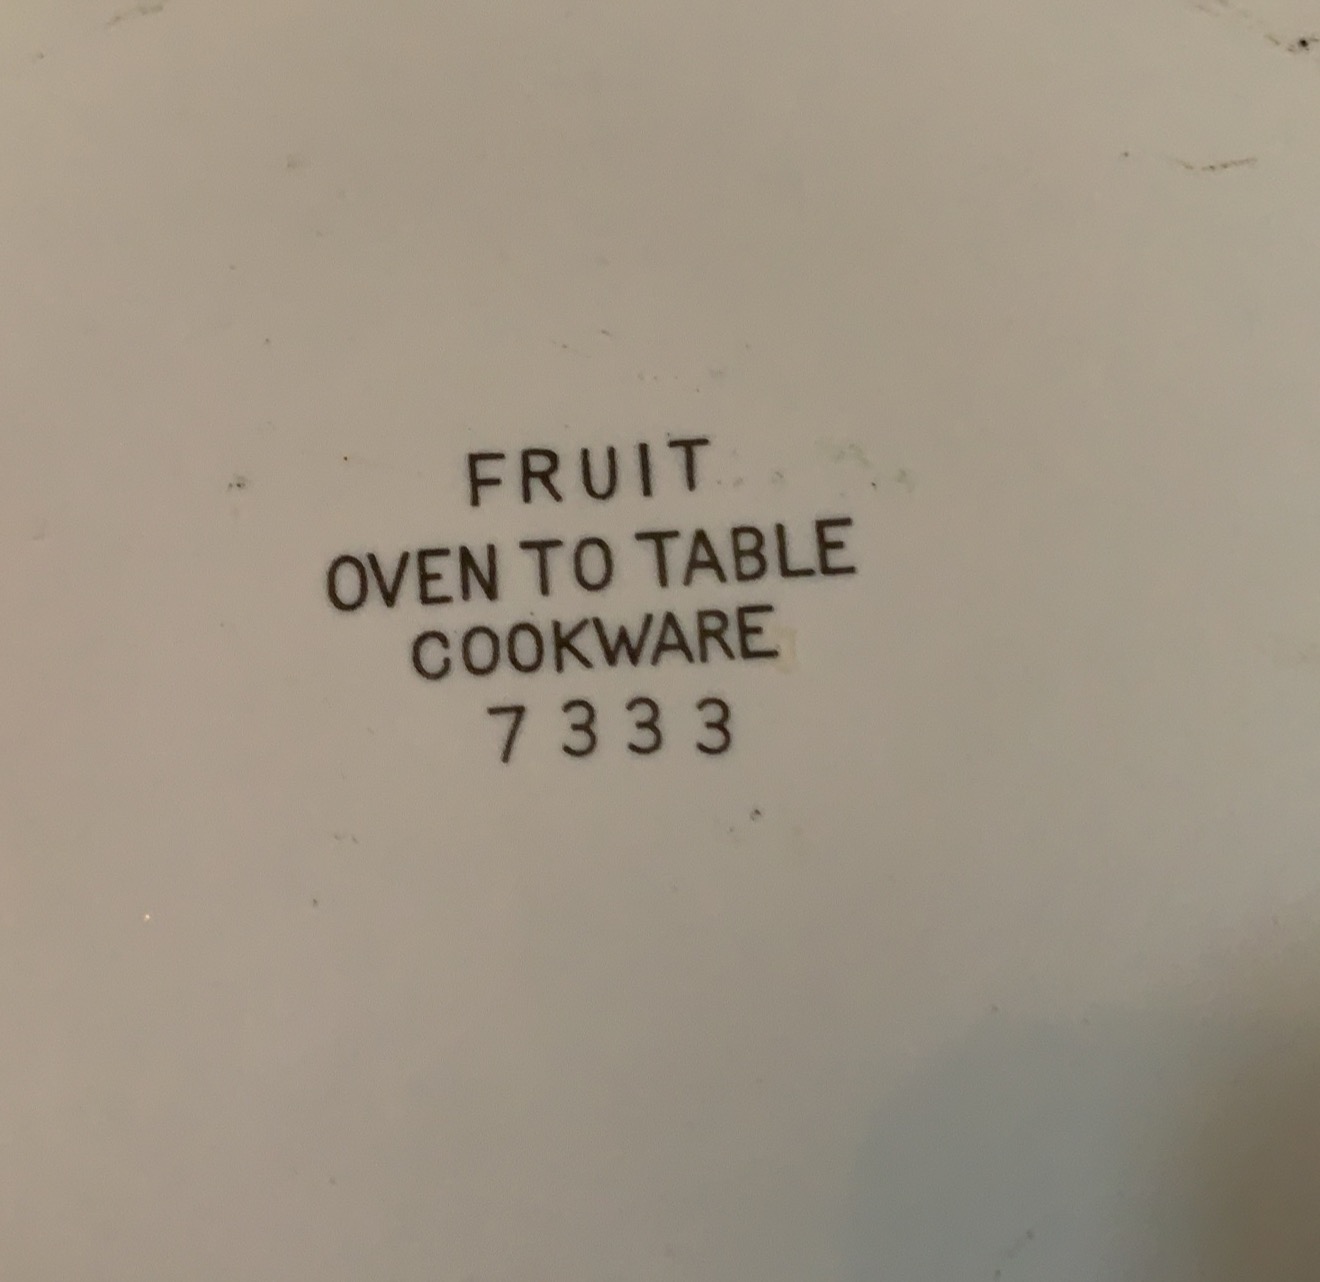 FRUIT
OVEN TO TABLE
COOKWARE
7333